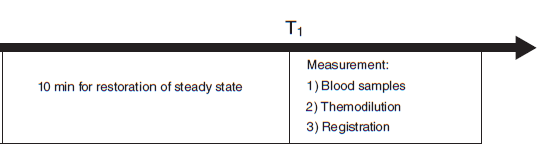 T1
10 min for restoration of steady state
Measurement:
1) Blood samples
2) Themodilution
3) Registration